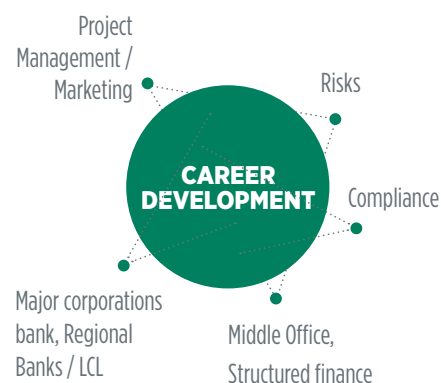 Project
Management /
Marketing
Risks
CAREER
DEVELOPMENT
Compliance
Major corporations
bank, Regional
Banks / LCL
Middle Office,
Structured finance